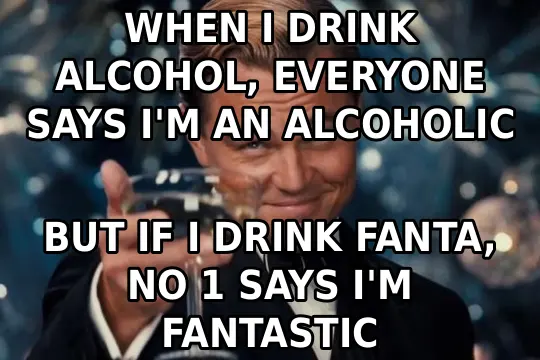 WHEN I DRINK
ALCOHOL, EVERYONE
SAYS I'M AN ALCOHOLIC
BUT IF I DRINK FANTA,
NO 1 SAYS I'M
FANTASTIC